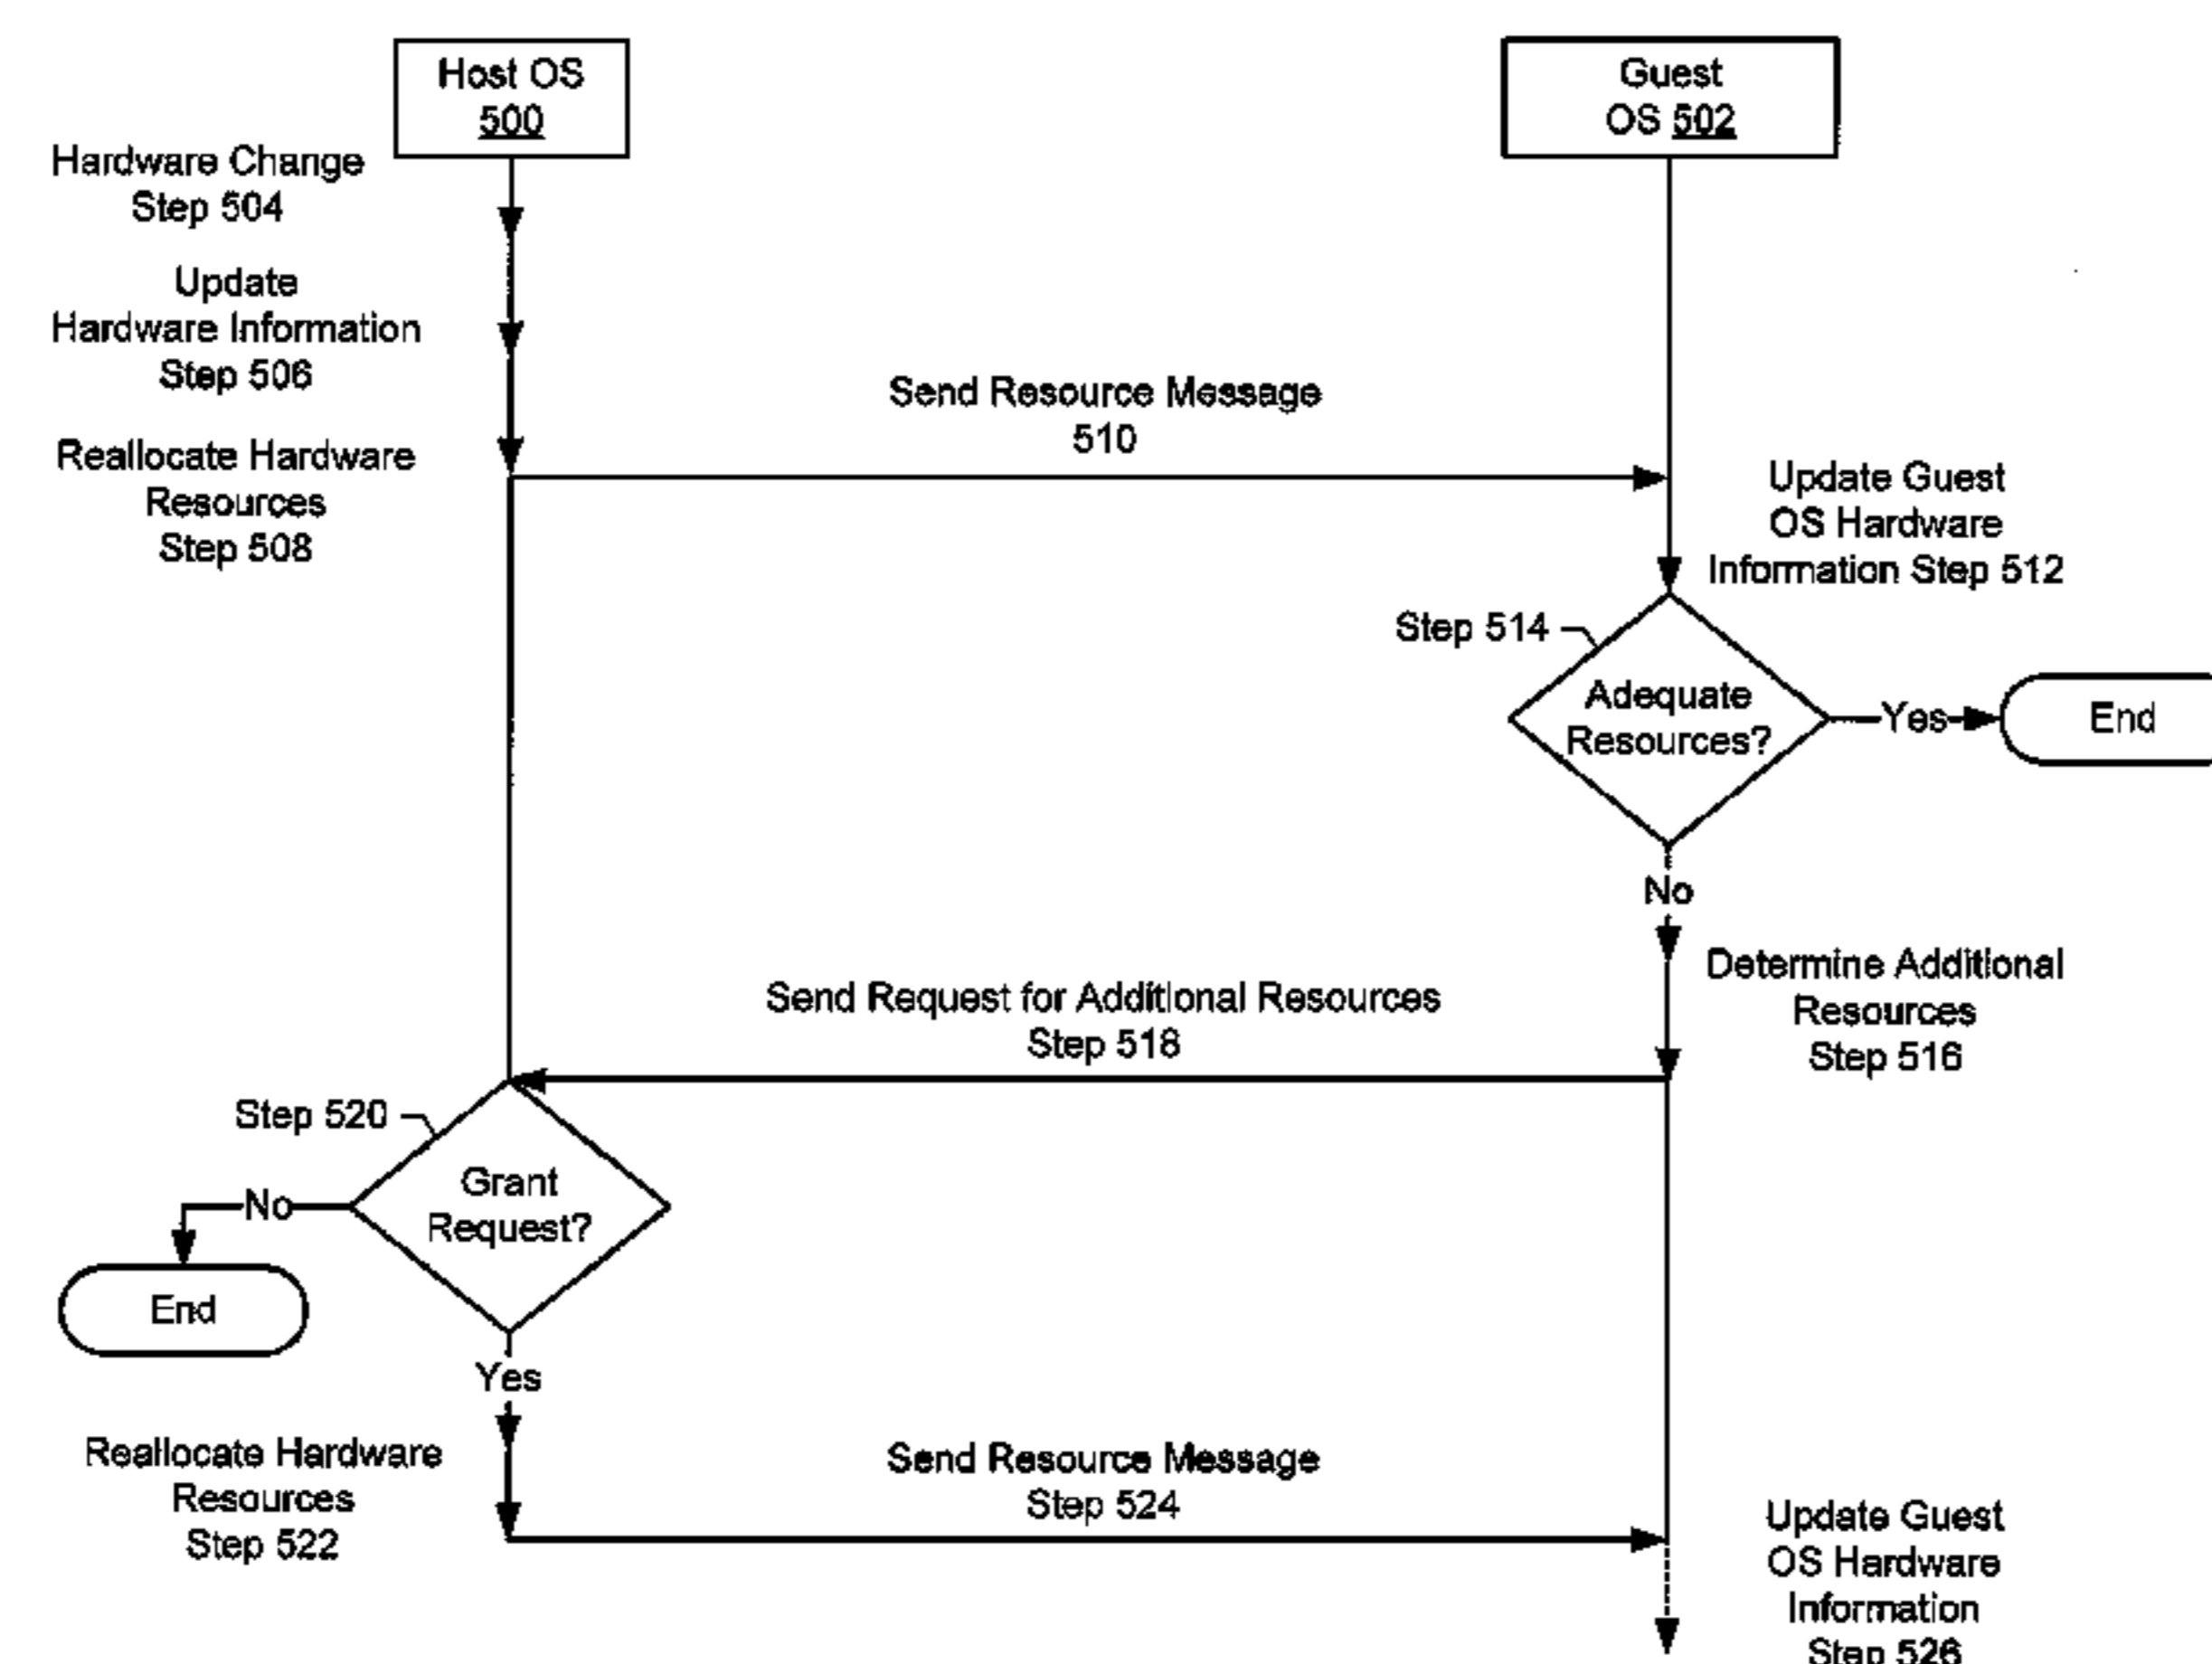 Host OS
500
Guest
OS 502
Hardware Change
Step 504
Update
Hardware Information
Step 506
Send Resource Message
510
Reallocate Hardware
Resources
Step 508
Update Guest
OS Hardware
Information Step 512
Step 514
Adequate
Resources?
Yes
End
No
Determine Additional
Resources
Step 516
Send Request for Additional Resources
Step 518
Step 520
Grant
Request?
No
End
Yes
Reallocate Hardware
Resources
Step 522
Send Resource Message
Step 524
Update Guest
OS Hardware
Information
Step 526